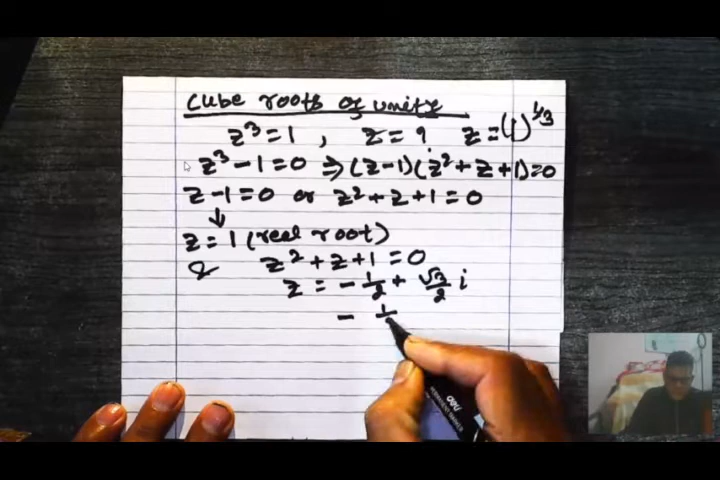 Cube roots of unity
z³ = 1 , z = ? z = (1)^1/3
z³ - 1 = 0 ⇒ (z-1)(z² + z + 1) = 0
z - 1 = 0 or z² + z + 1 = 0
↓
z = 1 (real root)
& z² + z + 1 = 0
z = - 1/2 + √3/2 i
- 1
deli